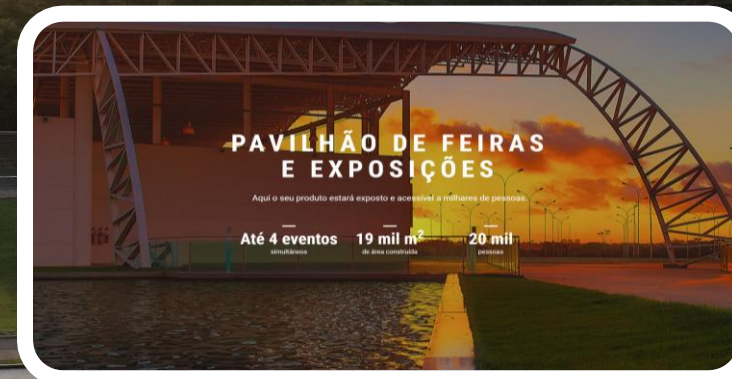 PAVILHÃO DE FEIRAS
E EXPOSIÇÕES
Aqui o seu produto estará exposto e acessível a milhares de pessoas.
Até 4 eventos
simultâneos
19 mil m²
de área construída
20 mil
pessoas